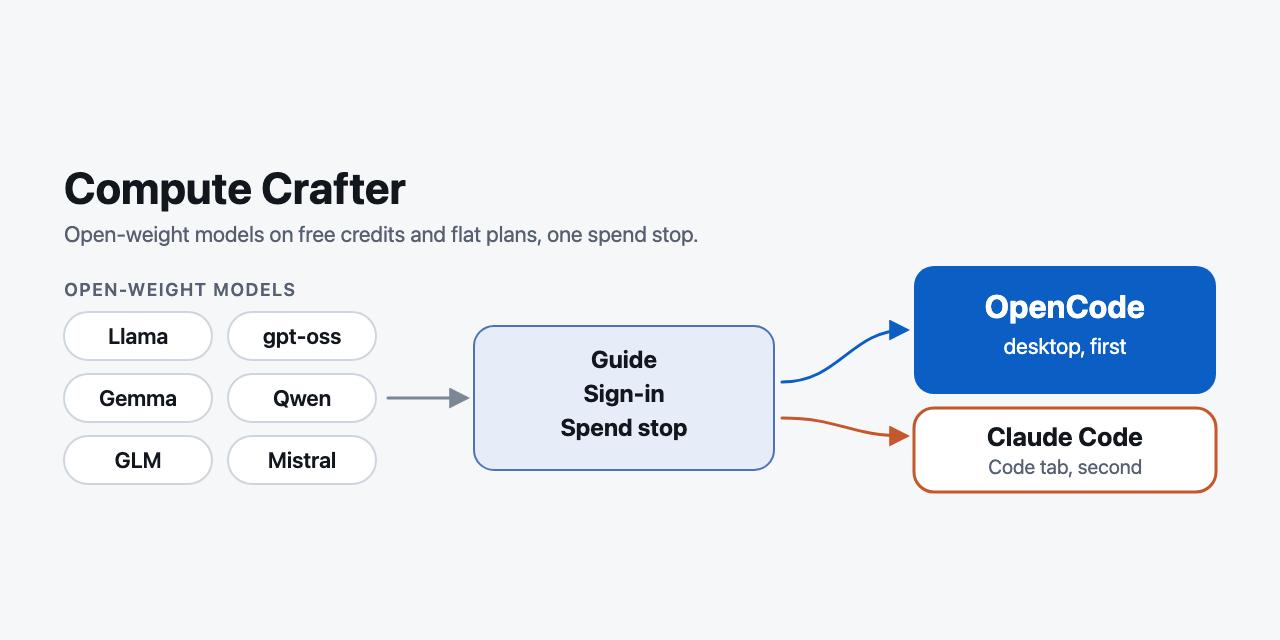 Compute Crafter
Open-weight models on free credits and flat plans, one spend stop.
OPEN-WEIGHT MODELS
Llama
gpt-oss
Gemma
Qwen
GLM
Mistral
Guide
Sign-in
Spend stop
OpenCode
desktop, first
Claude Code
Code tab, second